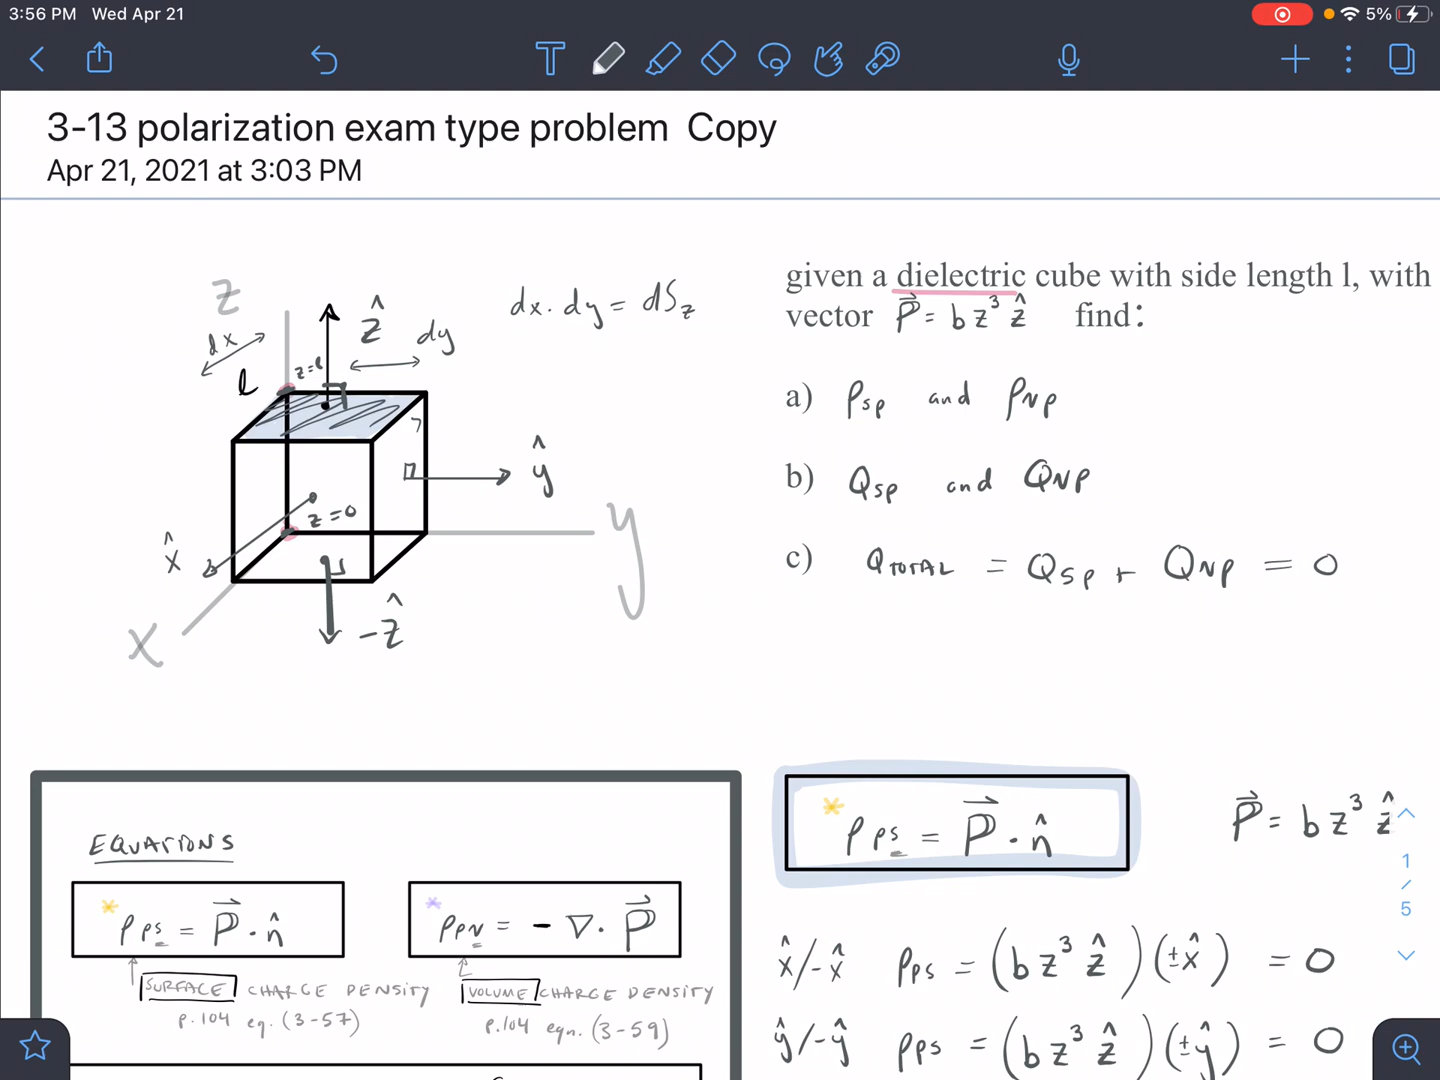 3:56 PM Wed Apr 21
5%
3-13 polarization exam type problem Copy
Apr 21, 2021 at 3:03 PM
given a dielectric cube with side length l, with
vector P⃗ = bz³ ẑ find:
a) ρsp and ρvp
b) Qsp and Qvp
c) QTOTAL = Qsp + Qvp = 0
z
dx
l
z=l
ẑ
dy
dx · dy = dSz
ŷ
z=0
x̂
y
x
-ẑ
EQUATIONS
* ρps = P⃗ · n̂
SURFACE CHARGE DENSITY
p.104 eq. (3-57)
* ρpv = - ∇ · P⃗
VOLUME CHARGE DENSITY
p.104 eqn. (3-59)
* ρps = P⃗ · n̂
P⃗ = bz³ ẑ
x̂/-x̂ ρps = (bz³ ẑ)(±x̂) = 0
ŷ/-ŷ ρps = (bz³ ẑ)(±ŷ) = 0
1
/
5